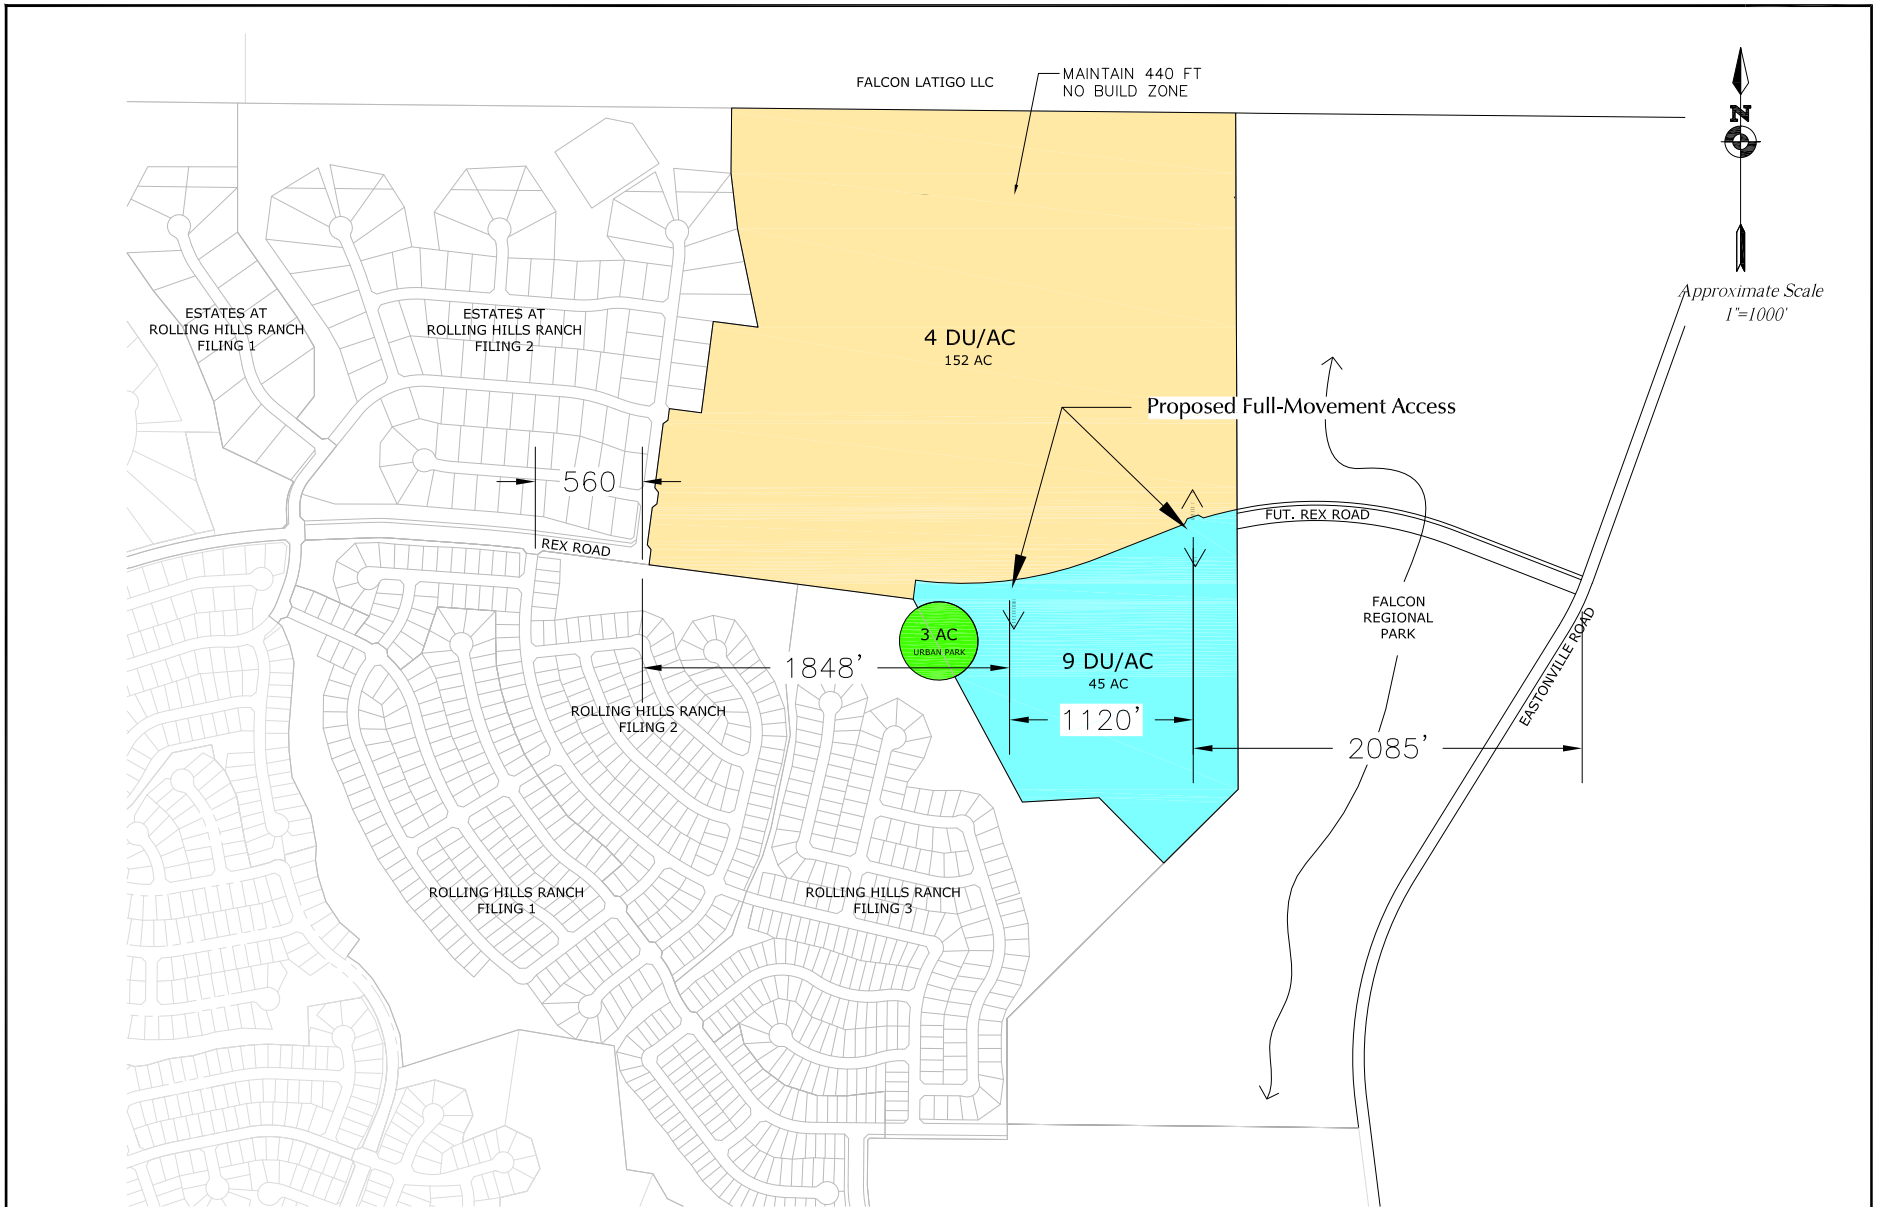 FALCON LATIGO LLC
MAINTAIN 440 FT
NO BUILD ZONE
N
Approximate Scale
1"=1000'
ESTATES AT
ROLLING HILLS RANCH
FILING 1
ESTATES AT
ROLLING HILLS RANCH
FILING 2
4 DU/AC
152 AC
Proposed Full-Movement Access
560
REX ROAD
FUT. REX ROAD
FALCON
REGIONAL
PARK
EASTONVILLE ROAD
3 AC
URBAN PARK
9 DU/AC
45 AC
1848'
1120'
2085'
ROLLING HILLS RANCH
FILING 2
ROLLING HILLS RANCH
FILING 1
ROLLING HILLS RANCH
FILING 3